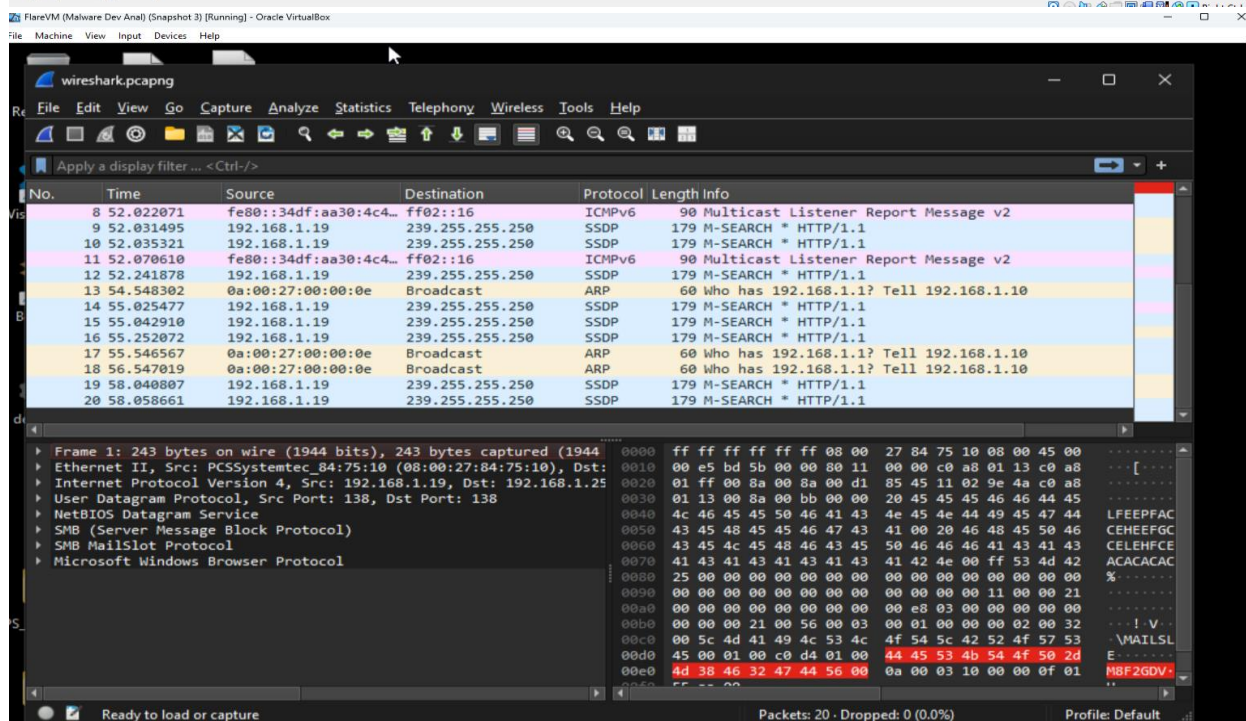 FlareVM (Malware Dev Anal) (Snapshot 3) [Running] - Oracle VirtualBox
File Machine View Input Devices Help
wireshark.pcapng
File Edit View Go Capture Analyze Statistics Telephony Wireless Tools Help
Apply a display filter ... <Ctrl-/>
No. Time Source Destination Protocol Length Info
8 52.022071 fe80::34df:aa30:4c4… ff02::16 ICMPv6 90 Multicast Listener Report Message v2
9 52.031495 192.168.1.19 239.255.255.250 SSDP 179 M-SEARCH * HTTP/1.1
10 52.035321 192.168.1.19 239.255.255.250 SSDP 179 M-SEARCH * HTTP/1.1
11 52.070610 fe80::34df:aa30:4c4… ff02::16 ICMPv6 90 Multicast Listener Report Message v2
12 52.241878 192.168.1.19 239.255.255.250 SSDP 179 M-SEARCH * HTTP/1.1
13 54.548302 0a:00:27:00:00:0e Broadcast ARP 60 Who has 192.168.1.1? Tell 192.168.1.10
14 55.025477 192.168.1.19 239.255.255.250 SSDP 179 M-SEARCH * HTTP/1.1
15 55.042910 192.168.1.19 239.255.255.250 SSDP 179 M-SEARCH * HTTP/1.1
16 55.252072 192.168.1.19 239.255.255.250 SSDP 179 M-SEARCH * HTTP/1.1
17 55.546567 0a:00:27:00:00:0e Broadcast ARP 60 Who has 192.168.1.1? Tell 192.168.1.10
18 56.547019 0a:00:27:00:00:0e Broadcast ARP 60 Who has 192.168.1.1? Tell 192.168.1.10
19 58.040807 192.168.1.19 239.255.255.250 SSDP 179 M-SEARCH * HTTP/1.1
20 58.058661 192.168.1.19 239.255.255.250 SSDP 179 M-SEARCH * HTTP/1.1
Frame 1: 243 bytes on wire (1944 bits), 243 bytes captured (1944
Ethernet II, Src: PCSSystemtec_84:75:10 (08:00:27:84:75:10), Dst:
Internet Protocol Version 4, Src: 192.168.1.19, Dst: 192.168.1.25
User Datagram Protocol, Src Port: 138, Dst Port: 138
NetBIOS Datagram Service
SMB (Server Message Block Protocol)
SMB MailSlot Protocol
Microsoft Windows Browser Protocol
0000 ff ff ff ff ff ff 08 00 27 84 75 10 08 00 45 00 ········
0010 00 e5 bd 5b 00 00 80 11 00 00 c0 a8 01 13 c0 a8 ···[····
0020 01 ff 00 8a 00 8a 00 d1 85 45 11 02 9e 4a c0 a8 ········
0030 01 13 00 8a 00 bb 00 00 20 45 45 45 46 46 44 45 ········
0040 4c 46 45 45 50 46 41 43 4e 45 4e 44 49 45 47 44 LFEEPFAC
0050 43 45 48 45 45 46 47 43 41 00 20 46 48 45 50 46 CEHEEFGC
0060 43 45 4c 45 48 46 43 45 50 46 46 46 41 43 41 43 CELEHFCE
0070 41 43 41 43 41 43 41 43 41 42 4e 00 ff 53 4d 42 ACACACAC
0080 25 00 00 00 00 00 00 00 00 00 00 00 00 00 00 00 %·······
0090 00 00 00 00 00 00 00 00 00 00 00 00 11 00 00 21 ········
00a0 00 00 00 00 00 00 00 00 00 e8 03 00 00 00 00 00 ········
00b0 00 00 00 21 00 56 00 03 00 01 00 00 00 02 00 32 ···!·V··
00c0 00 5c 4d 41 49 4c 53 4c 4f 54 5c 42 52 4f 57 53 ·\MAILSL
00d0 45 00 01 00 c0 d4 01 00 44 45 53 4b 54 4f 50 2d E·······
00e0 4d 38 46 32 47 44 56 00 0a 00 03 10 00 00 0f 01 M8F2GDV·
Ready to load or capture
Packets: 20 · Dropped: 0 (0.0%)
Profile: Default